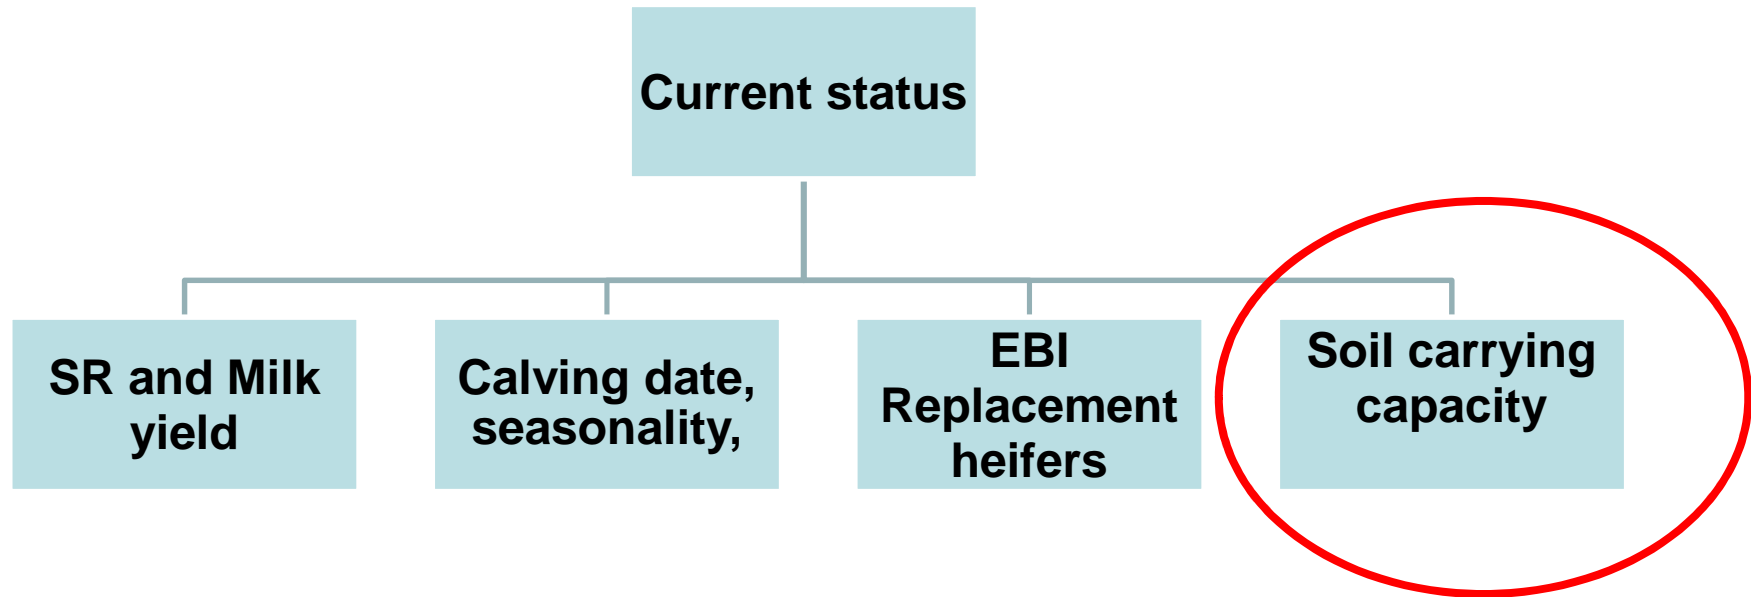 Current status
SR and Milk
yield
Calving date,
seasonality,
EBI
Replacement
heifers
Soil carrying
capacity